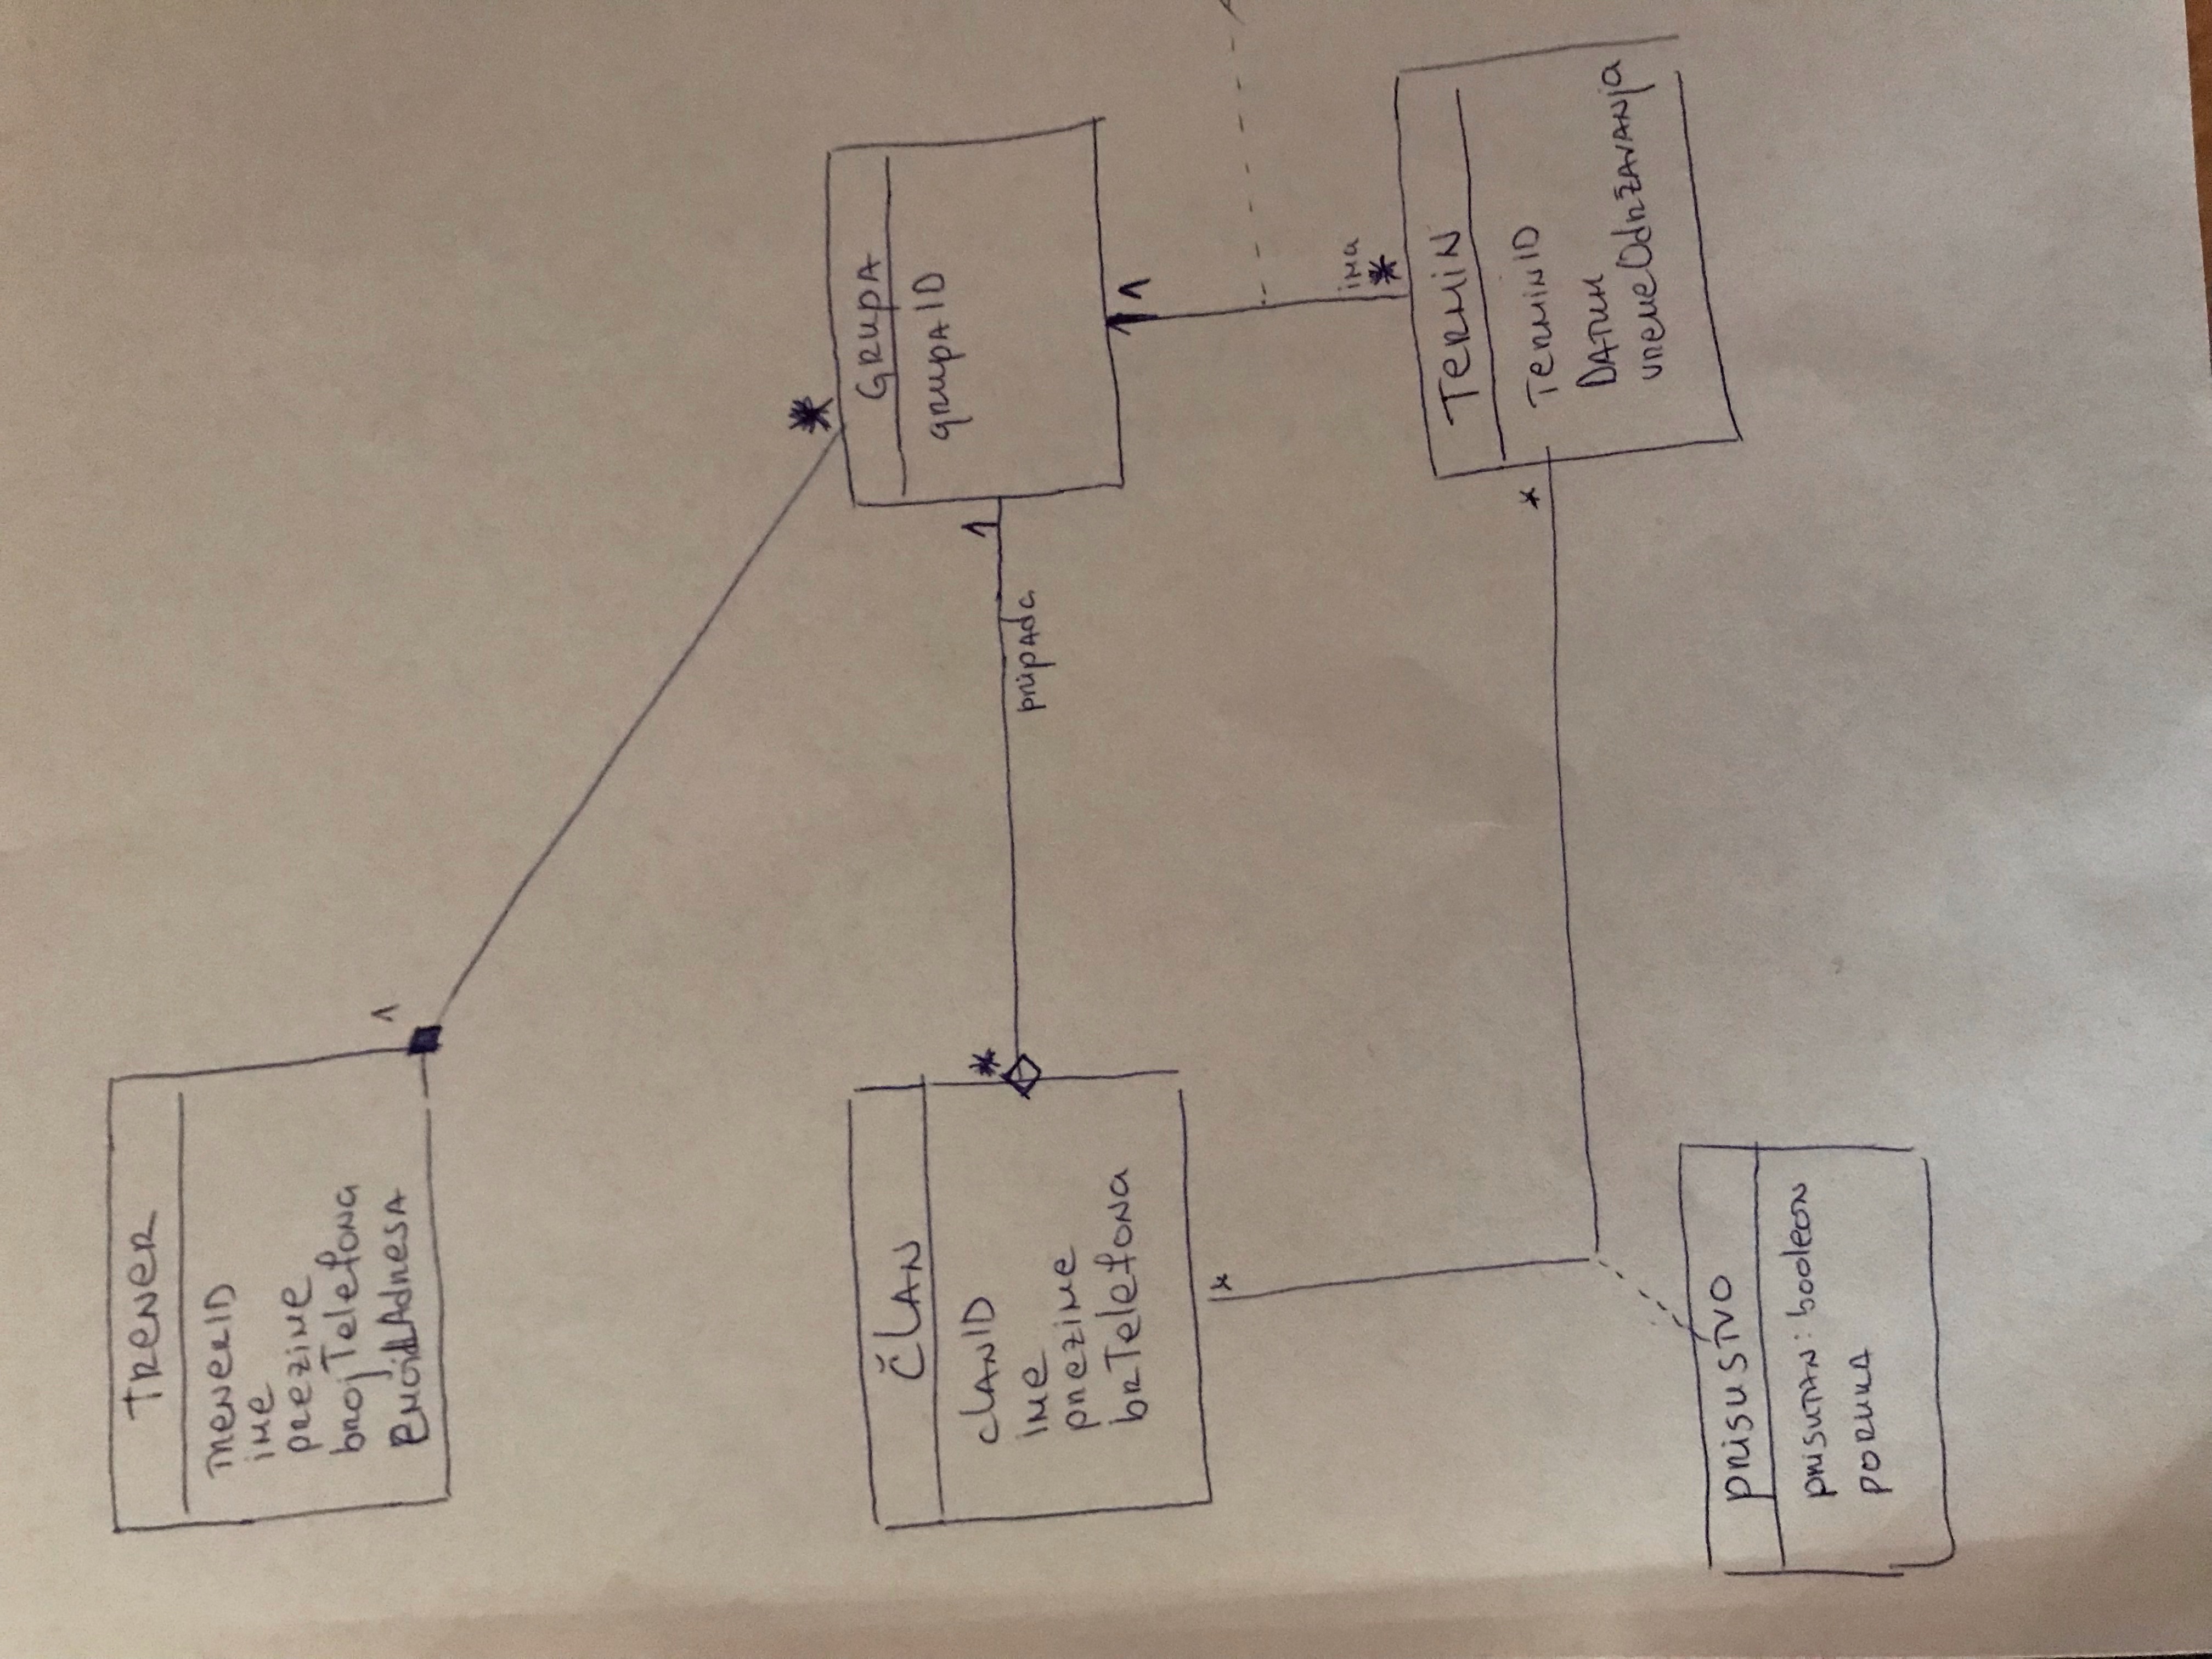 TRENER
TRENERID
ime
prezime
brojTelefona
EmailAdresa
1
*
GRUPA
grupaID
ČLAN
clanID
ime
prezime
brTelefona
*
1
pripada
1
*
ima
*
TERMIN
TERMINID
DATUM
vremeOdržavanja
*
PRISUSTVO
prisutan: boolean
PORUKA